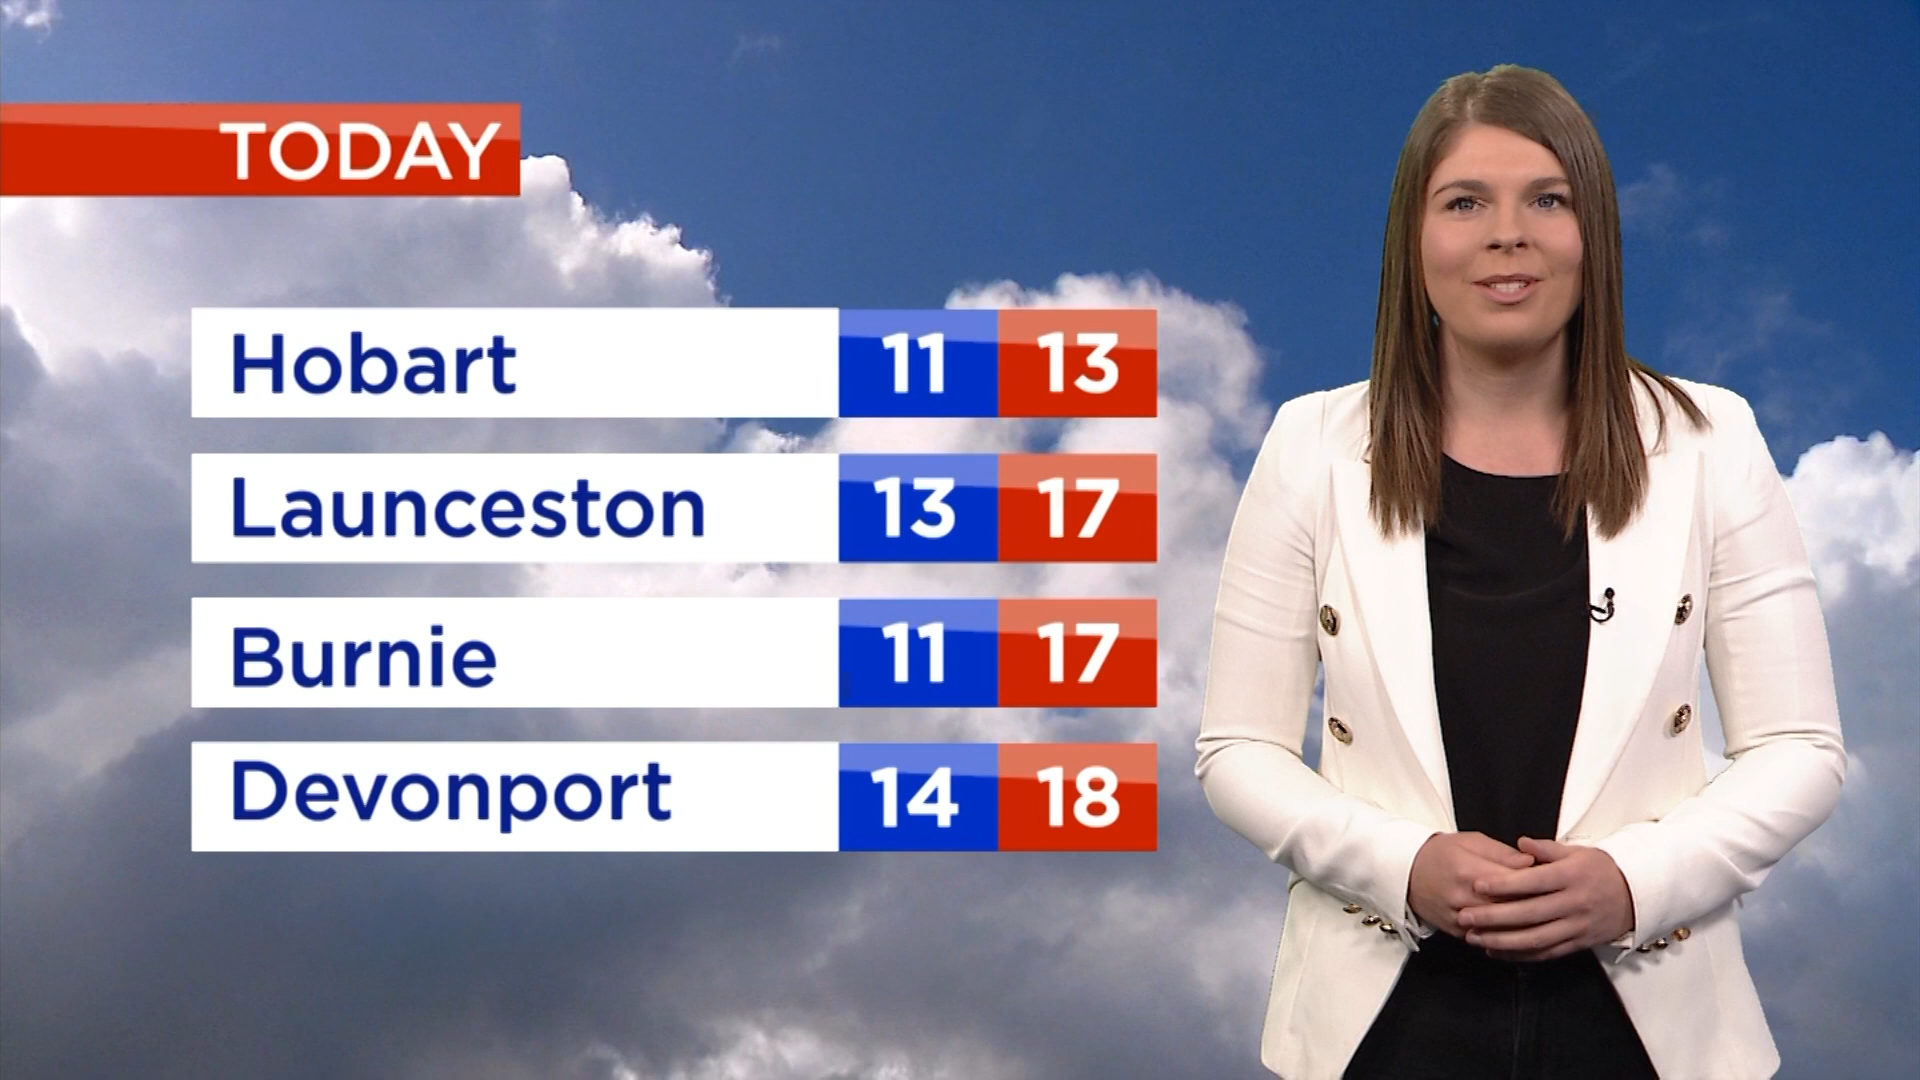 TODAY
Hobart 11 13
Launceston 13 17
Burnie 11 17
Devonport 14 18